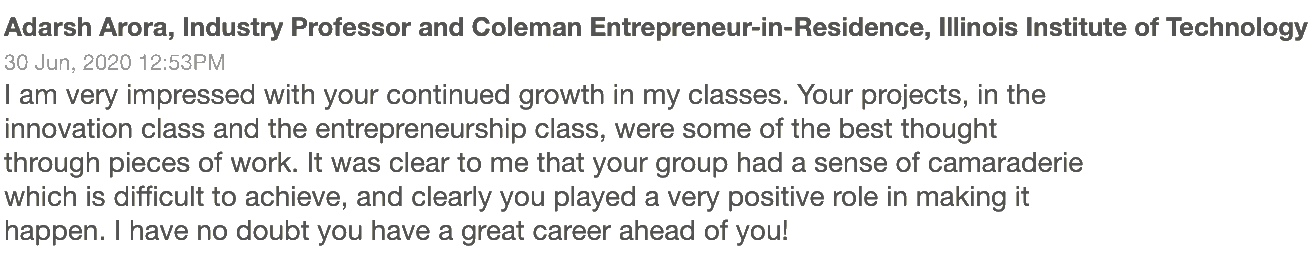 Adarsh Arora, Industry Professor and Coleman Entrepreneur-in-Residence, Illinois Institute of Technology
30 Jun, 2020 12:53PM
I am very impressed with your continued growth in my classes. Your projects, in the
innovation class and the entrepreneurship class, were some of the best thought
through pieces of work. It was clear to me that your group had a sense of camaraderie
which is difficult to achieve, and clearly you played a very positive role in making it
happen. I have no doubt you have a great career ahead of you!